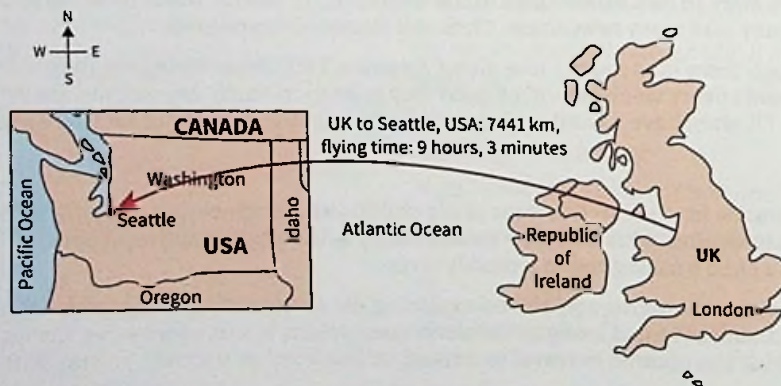 N
W E
S
CANADA
UK to Seattle, USA: 7441 km,
flying time: 9 hours, 3 minutes
Washington
Seattle
USA
Idaho
Oregon
Pacific Ocean
Atlantic Ocean
Republic
of
Ireland
UK
London